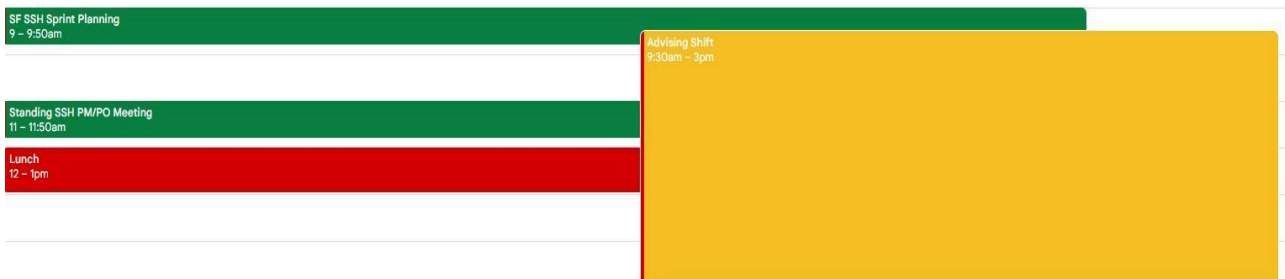 SF SSH Sprint Planning
9 – 9:50am
Advising Shift
9:30am – 3pm
Standing SSH PM/PO Meeting
11 – 11:50am
Lunch
12 – 1pm